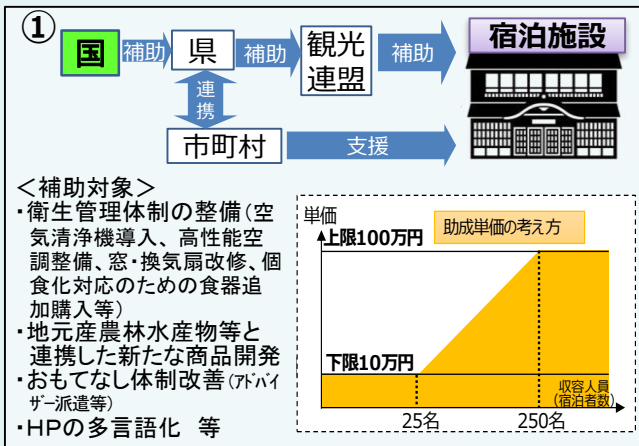 ①
国
補助
県
補助
観光
連盟
補助
宿泊施設
連
携
市町村
支援
＜補助対象＞
・衛生管理体制の整備(空
気清浄機導入、高性能空
調整備、窓・換気扇改修、個
食化対応のための食器追
加購入等)
・地元産農林水産物等と
連携した新たな商品開発
・おもてなし体制改善(ｱﾄﾞﾊﾞｲ
ｻﾞｰ派遣等)
・HPの多言語化　等
単価
助成単価の考え方
上限100万円
下限10万円
収容人員
(宿泊者数)
25名
250名